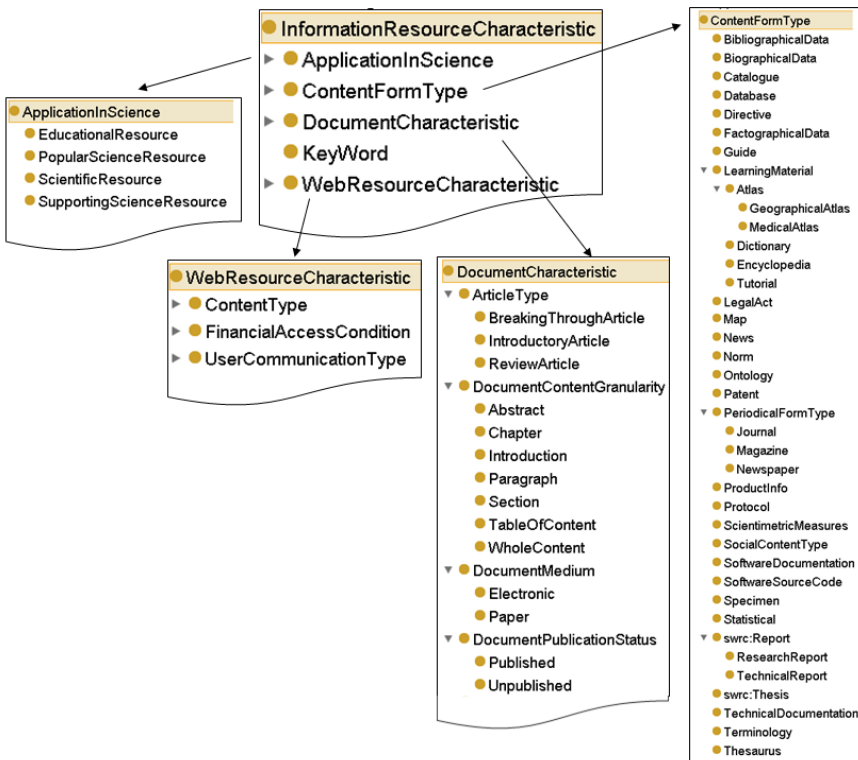 InformationResourceCharacteristic
ApplicationInScience
ContentFormType
DocumentCharacteristic
KeyWord
WebResourceCharacteristic
ApplicationInScience
EducationalResource
PopularScienceResource
ScientificResource
SupportingScienceResource
WebResourceCharacteristic
ContentType
FinancialAccessCondition
UserCommunicationType
DocumentCharacteristic
ArticleType
BreakingThroughArticle
IntroductoryArticle
ReviewArticle
DocumentContentGranularity
Abstract
Chapter
Introduction
Paragraph
Section
TableOfContent
WholeContent
DocumentMedium
Electronic
Paper
DocumentPublicationStatus
Published
Unpublished
ContentFormType
BibliographicalData
BiographicalData
Catalogue
Database
Directive
FactographicalData
Guide
LearningMaterial
Atlas
GeographicalAtlas
MedicalAtlas
Dictionary
Encyclopedia
Tutorial
LegalAct
Map
News
Norm
Ontology
Patent
PeriodicalFormType
Journal
Magazine
Newspaper
ProductInfo
Protocol
ScientimetricMeasures
SocialContentType
SoftwareDocumentation
SoftwareSourceCode
Specimen
Statistical
swrc:Report
ResearchReport
TechnicalReport
swrc:Thesis
TechnicalDocumentation
Terminology
Thesaurus